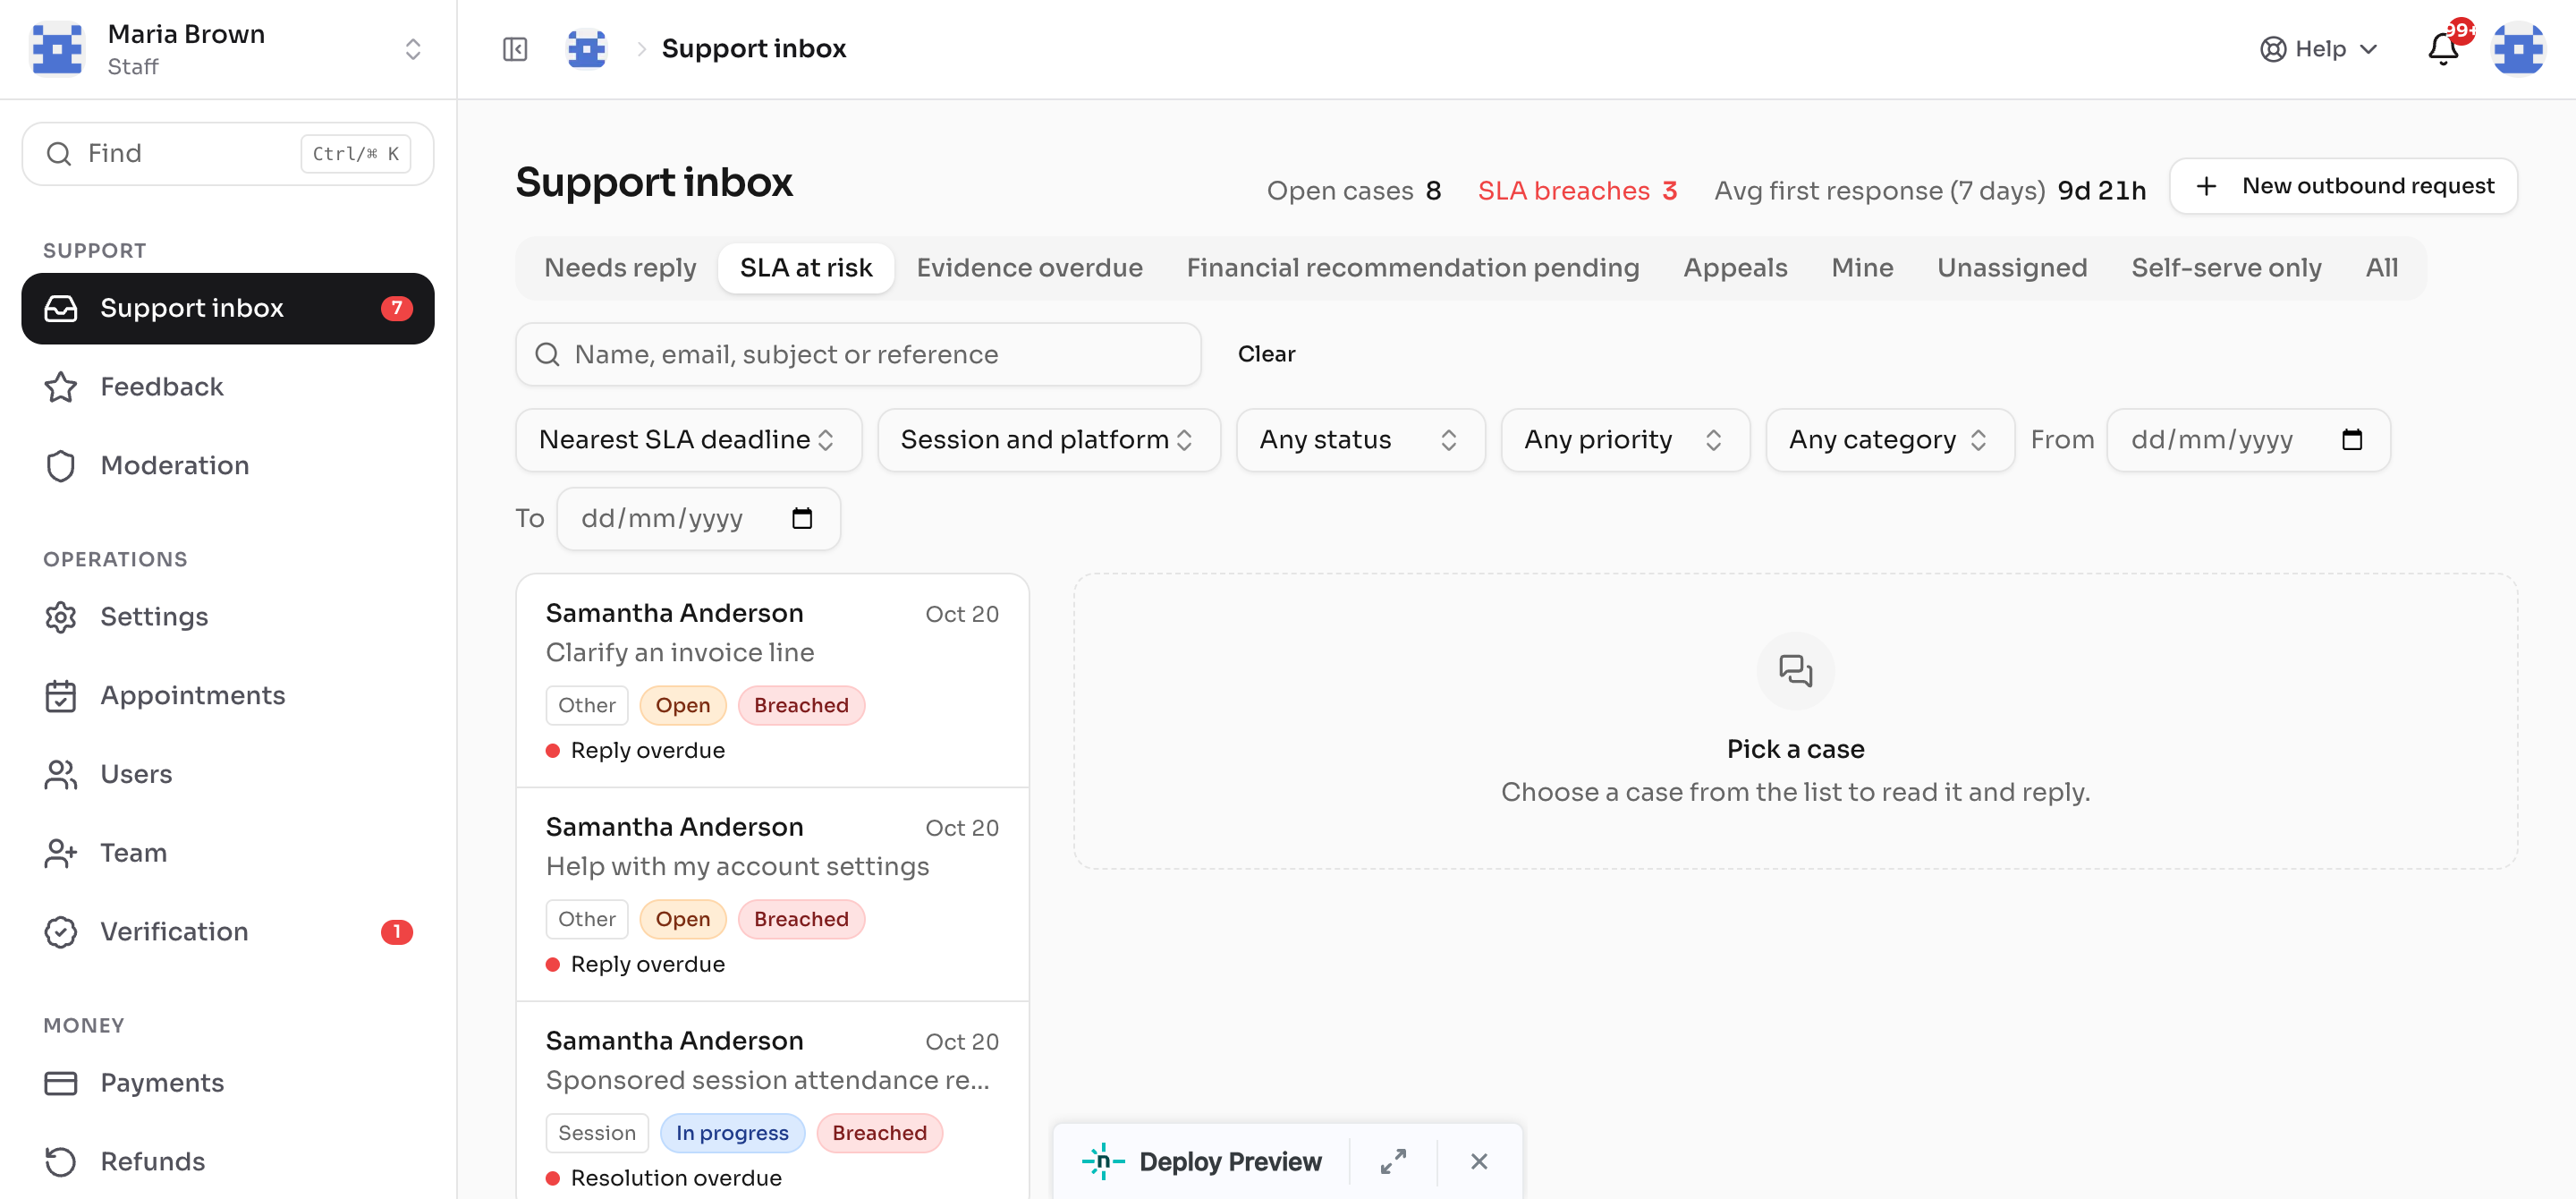 Maria Brown
Staff
Find
Ctrl/⌘ K
SUPPORT
Support inbox 7
Feedback
Moderation
OPERATIONS
Settings
Appointments
Users
Team
Verification 1
MONEY
Payments
Refunds
Support inbox
Help
99+
Support inbox
Open cases 8 SLA breaches 3 Avg first response (7 days) 9d 21h
New outbound request
Needs reply SLA at risk Evidence overdue Financial recommendation pending Appeals Mine Unassigned Self-serve only All
Name, email, subject or reference
Clear
Nearest SLA deadline Session and platform Any status Any priority Any category From dd/mm/yyyy
To dd/mm/yyyy
Samantha Anderson Oct 20
Clarify an invoice line
Other Open Breached
Reply overdue
Samantha Anderson Oct 20
Help with my account settings
Other Open Breached
Reply overdue
Samantha Anderson Oct 20
Sponsored session attendance re...
Session In progress Breached
Resolution overdue
Pick a case
Choose a case from the list to read it and reply.
n Deploy Preview